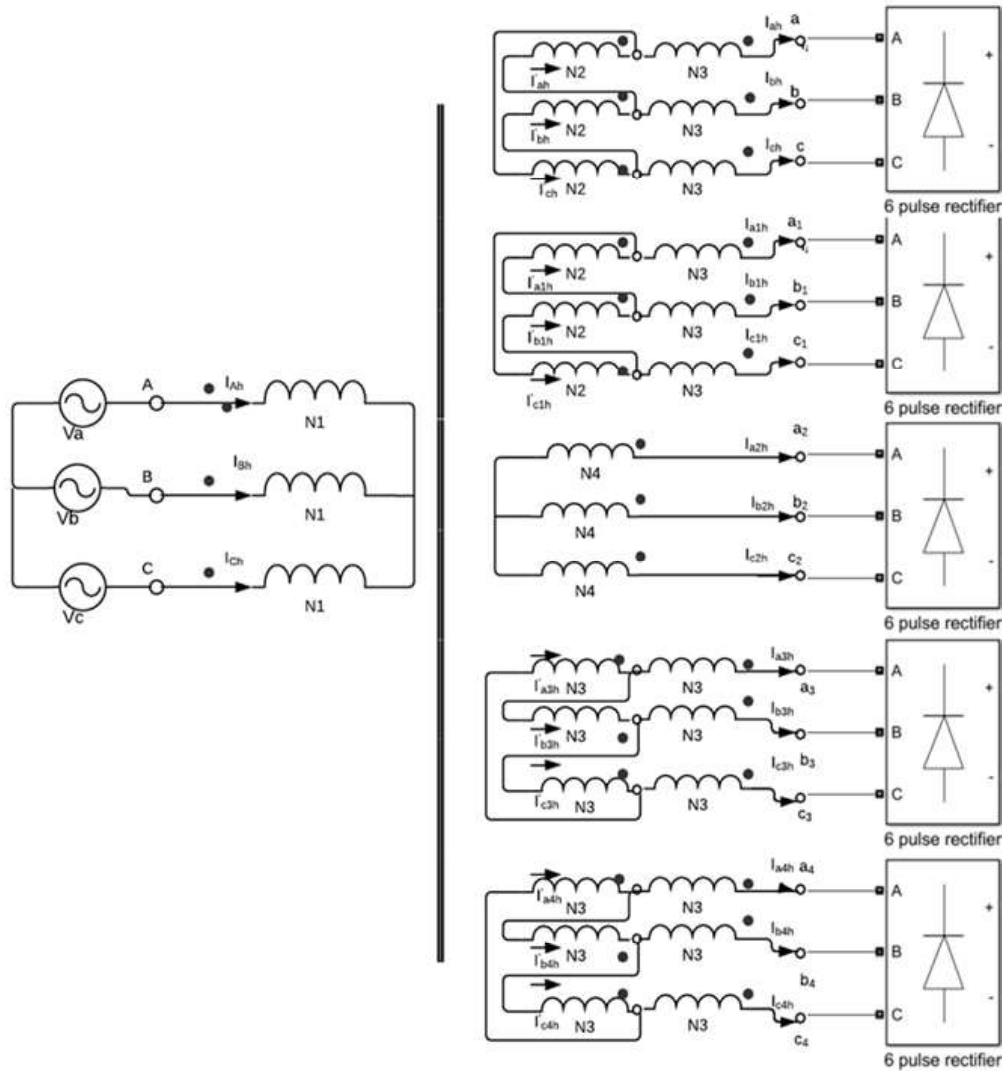 A
IAh
N1
Va
B
IBh
N1
Vb
C
ICh
N1
Vc
Iah a
A
N2 N3
I'ah
+
Ibh b
B
N2 N3
I'bh
Ich c
C
-
N2 N3
I'ch
6 pulse rectifier
Ia1h a1
A
N2 N3
I'a1h
+
Ib1h b1
B
N2 N3
I'b1h
Ic1h c1
C
-
N2 N3
I'c1h
6 pulse rectifier
Ia2h a2
A
N4
+
Ib2h b2
B
N4
Ic2h c2
C
-
N4
6 pulse rectifier
Ia3h
A
I'a3h N3 N3
a3
+
Ib3h
B
I'b3h N3 N3
b3
Ic3h
C
-
I'c3h N3 N3
c3
6 pulse rectifier
Ia4h a4
A
I'a4h N3 N3
+
Ib4h
B
I'b4h N3 N3
b4
Ic4h
C
-
I'c4h N3 N3
c4
6 pulse rectifier